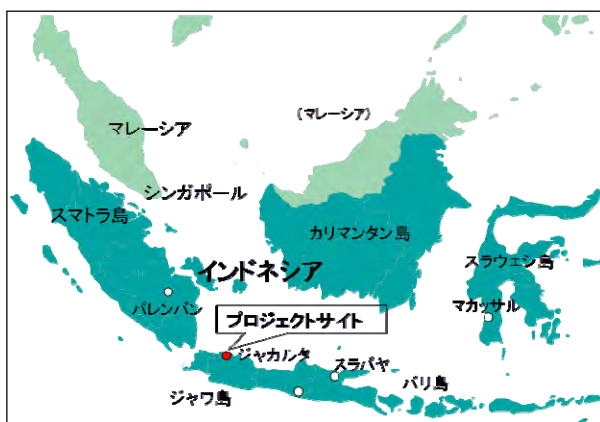 (マレーシア)
マレーシア
シンガポール
スマトラ島
カリマンタン島
インドネシア
スラウェシ島
パレンバン
マカッサル
プロジェクトサイト
ジャカルタ
スラバヤ
バリ島
ジャワ島